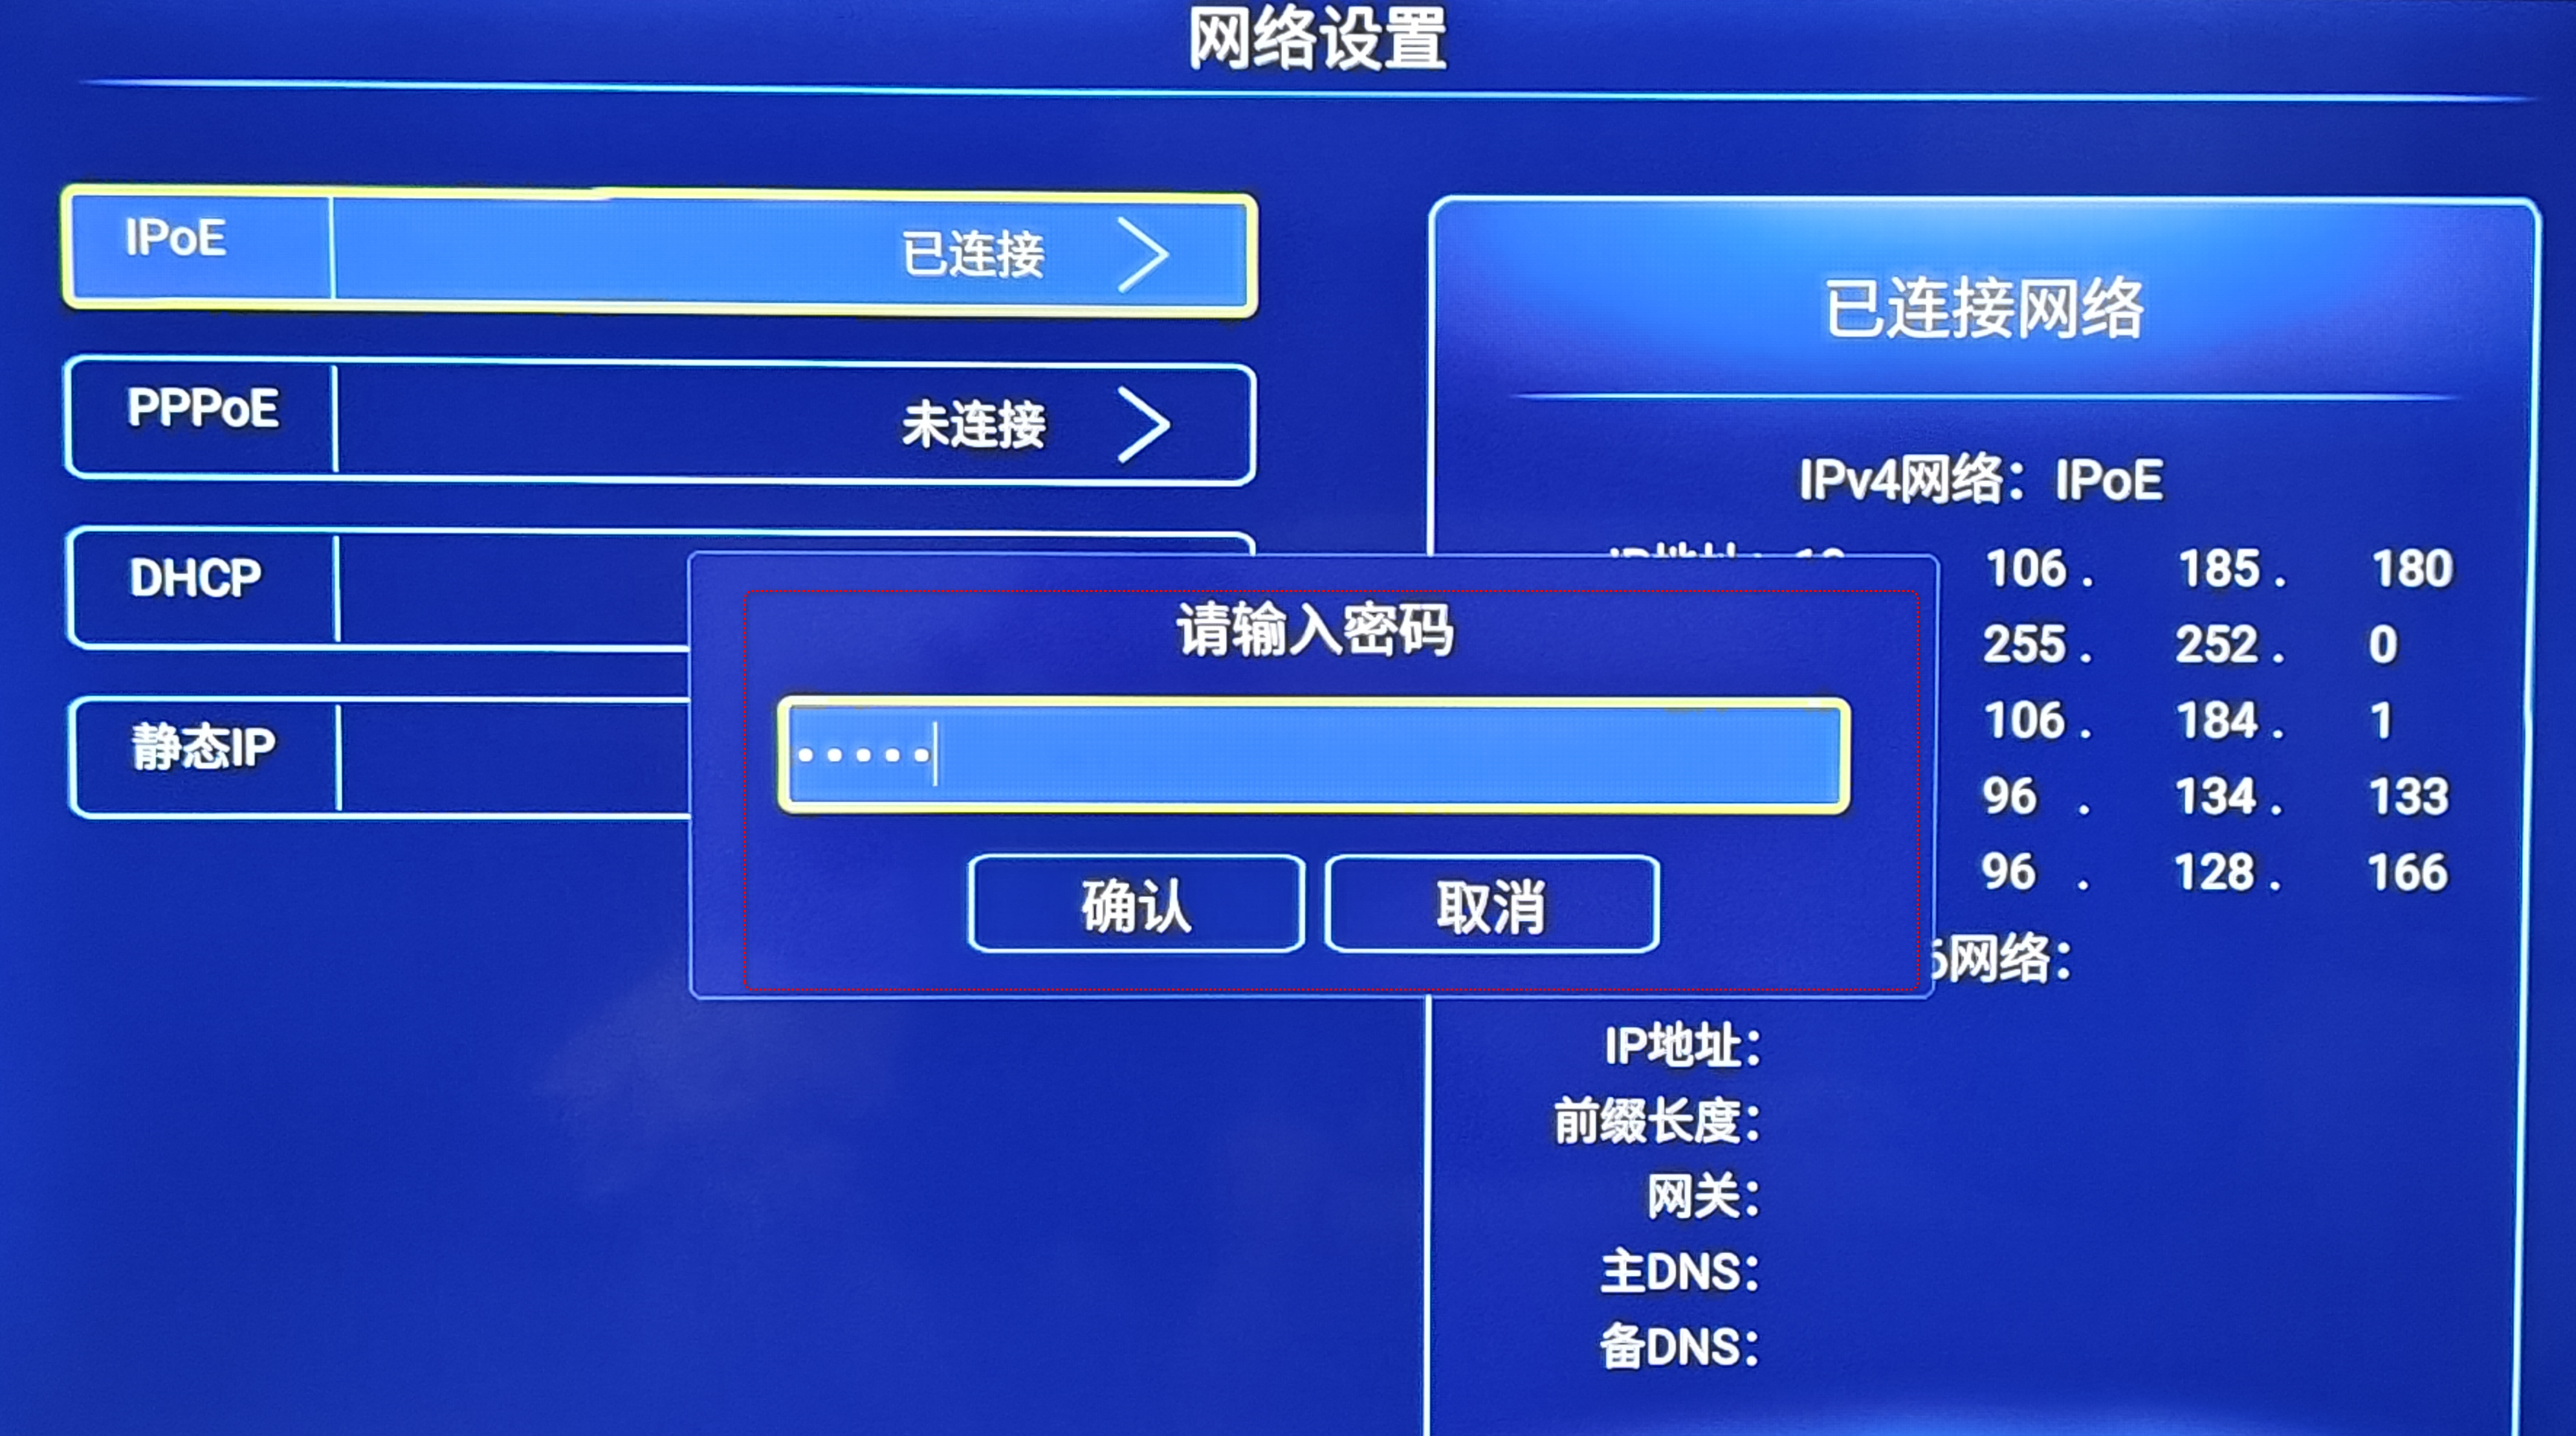 网络设置
IPoE 已连接
PPPoE 未连接
DHCP
静态IP
已连接网络
IPv4网络：IPoE
106 . 185 . 180
255 . 252 . 0
106 . 184 . 1
96 . 134 . 133
96 . 128 . 166
请输入密码
确认 取消
6网络：
IP地址：
前缀长度：
网关：
主DNS：
备DNS：